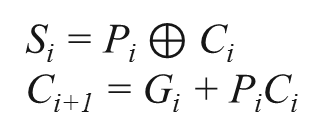 Sᵢ = Pᵢ ⊕ Cᵢ
Cᵢ₊₁ = Gᵢ + PᵢCᵢ